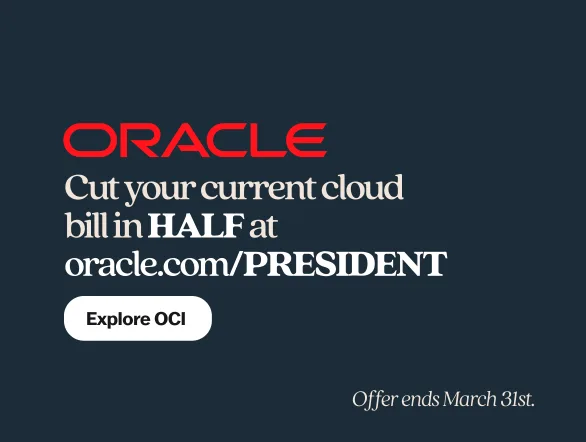 ORACLE
Cut your current cloud
bill in HALF at
oracle.com/PRESIDENT
Explore OCI
Offer ends March 31st.